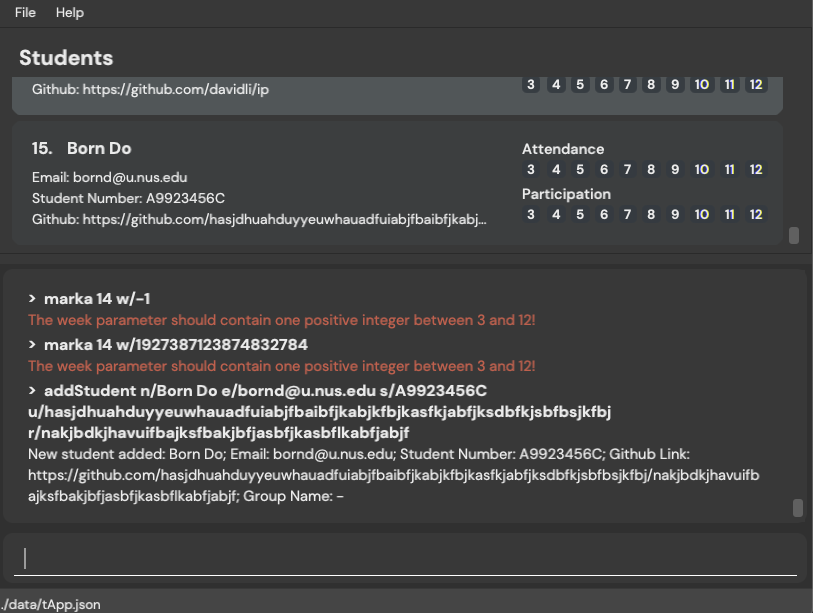 File Help
Students
Github: https://github.com/davidli/ip
3 4 5 6 7 8 9 10 11 12
15. Born Do
Email: bornd@u.nus.edu
Student Number: A9923456C
Github: https://github.com/hasjdhuahduyyeuwhauadfuiabjfbaibfjkabj...
Attendance
3 4 5 6 7 8 9 10 11 12
Participation
3 4 5 6 7 8 9 10 11 12
> marka 14 w/-1
The week parameter should contain one positive integer between 3 and 12!
> marka 14 w/1927387123874832784
The week parameter should contain one positive integer between 3 and 12!
> addStudent n/Born Do e/bornd@u.nus.edu s/A9923456C
u/hasjdhuahduyyeuwhauadfuiabjfbaibfjkabjkfbjkasfkjabfjksdbfkjsbfbsjkfbj
r/nakjbdkjhavuifbajksfbakjbfjasbfjkasbflkabfjabjf
New student added: Born Do; Email: bornd@u.nus.edu; Student Number: A9923456C; Github Link:
https://github.com/hasjdhuahduyyeuwhauadfuiabjfbaibfjkabjkfbjkasfkjabfjksdbfkjsbfbsjkfbj/nakjbdkjhavuifb
ajksfbakjbfjasbfjkasbflkabfjabjf; Group Name: -
./data/tApp.json